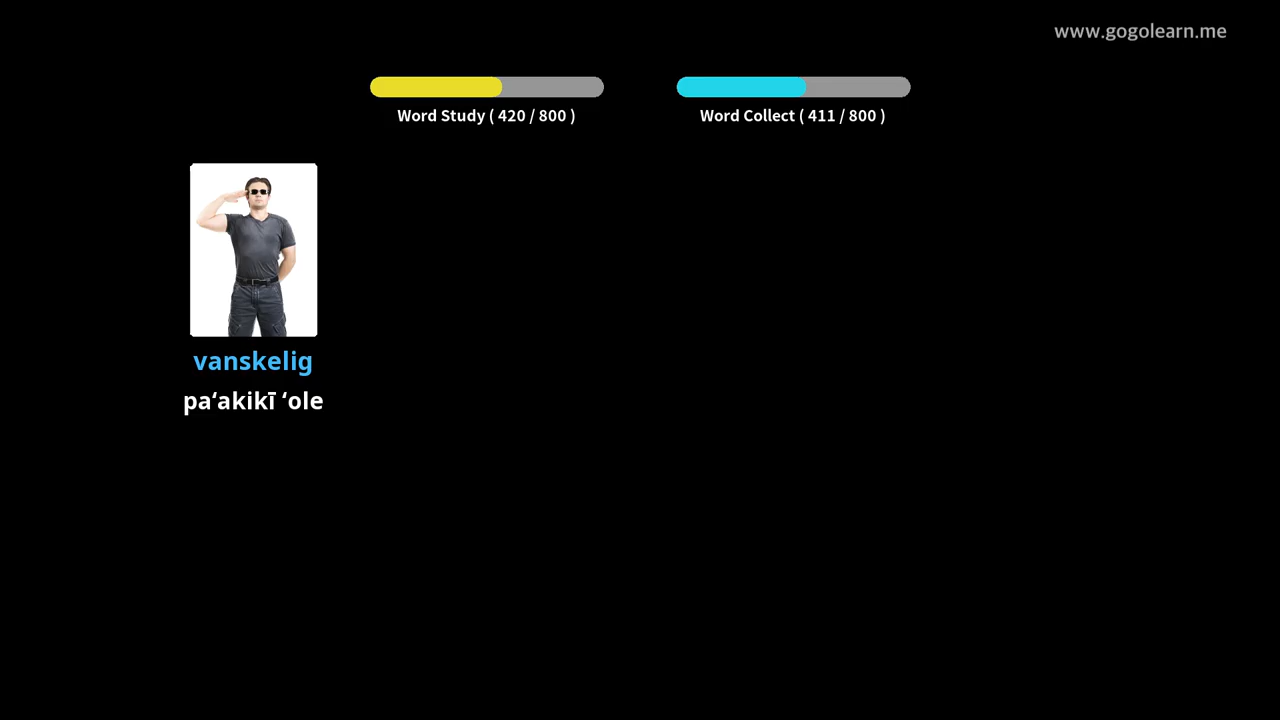 www.gogolearn.me
Word Study ( 420 / 800 )
Word Collect ( 411 / 800 )
vanskelig
paʻakikī ʻole